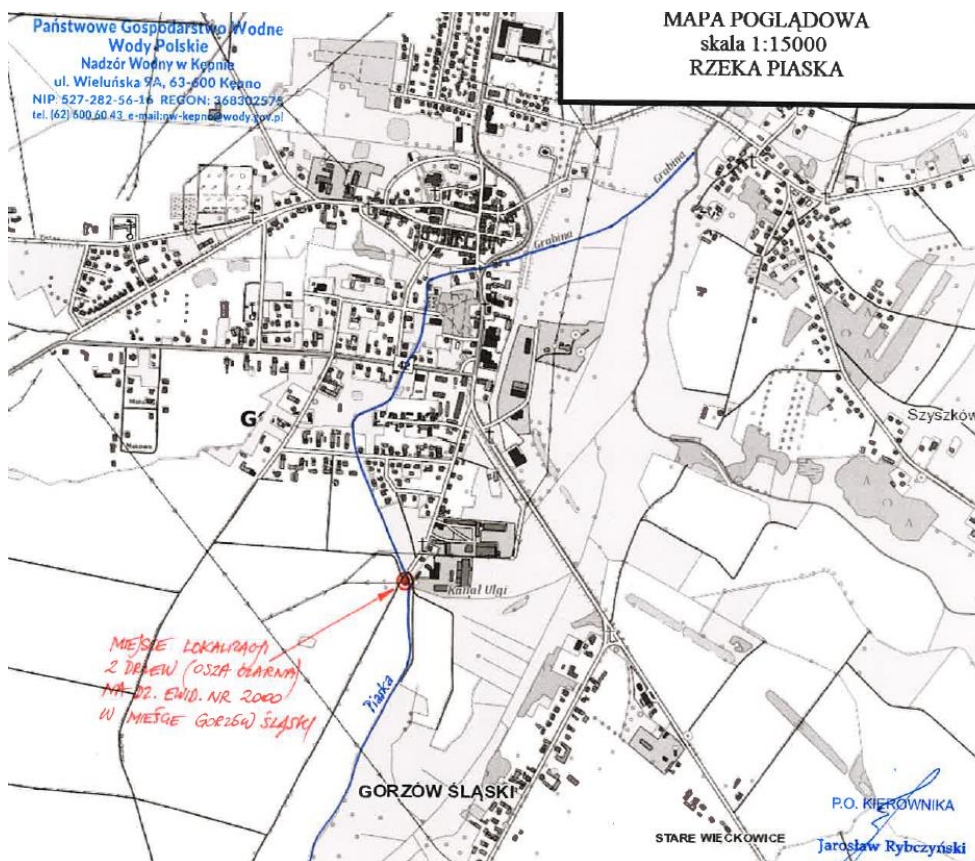 Państwowe Gospodarstwo Wodne
Wody Polskie
Nadzór Wodny w Kępnie
ul. Wieluńska 9A, 63-600 Kępno
NIP: 527-282-56-16 REGON: 368302575
tel. (62) 600 60 43 e-mail:nw-kepno@wody.gov.pl
MAPA POGLĄDOWA
skala 1:15000
RZEKA PIASKA
Grabina
Grabina
Szyszków
Makowa
Kanał Ulgi
MIEJSCE LOKALIZACJI
2 DRZEW (OSZA CZARNA)
NA DZ. EWID. NR 2000
W MIEŚCIE GORZÓW ŚLĄSKI
Piaska
GORZÓW ŚLĄSKI
STARE WIĘCKOWICE
P.O. KIEROWNIKA
Jarosław Rybczyński